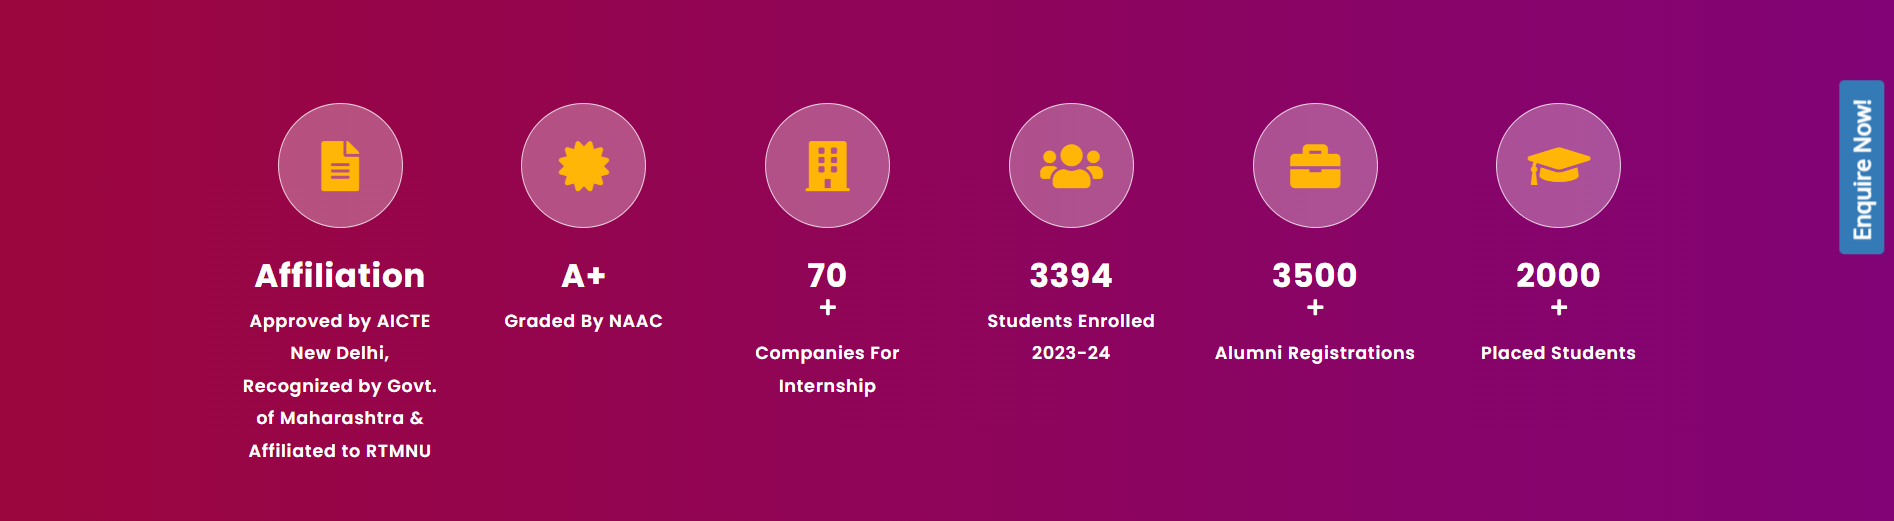 Affiliation
Approved by AICTE
New Delhi,
Recognized by Govt.
of Maharashtra &
Affiliated to RTMNU
A+
Graded By NAAC
70
+
Companies For
Internship
3394
Students Enrolled
2023-24
3500
+
Alumni Registrations
2000
+
Placed Students
Enquire Now!